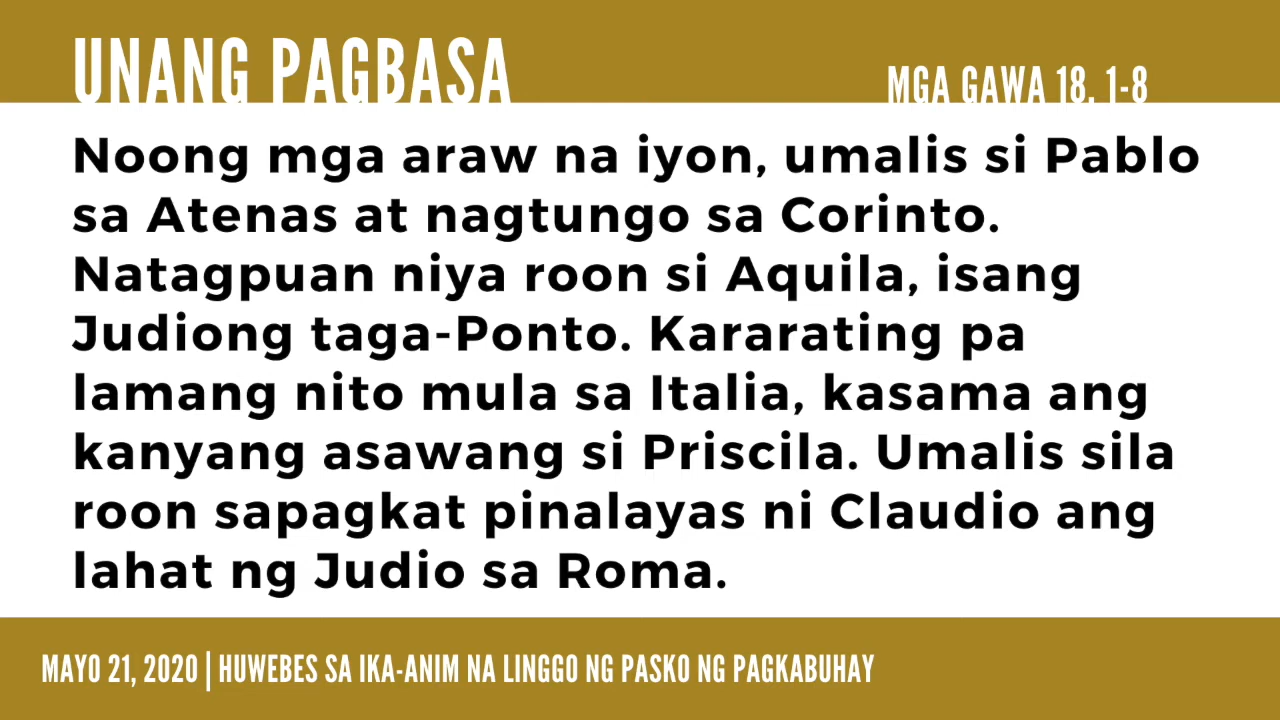 UNANG PAGBASA
MGA GAWA 18, 1-8
Noong mga araw na iyon, umalis si Pablo
sa Atenas at nagtungo sa Corinto.
Natagpuan niya roon si Aquila, isang
Judiong taga-Ponto. Kararating pa
lamang nito mula sa Italia, kasama ang
kanyang asawang si Priscila. Umalis sila
roon sapagkat pinalayas ni Claudio ang
lahat ng Judio sa Roma.
MAYO 21, 2020 | HUWEBES SA IKA-ANIM NA LINGGO NG PASKO NG PAGKABUHAY